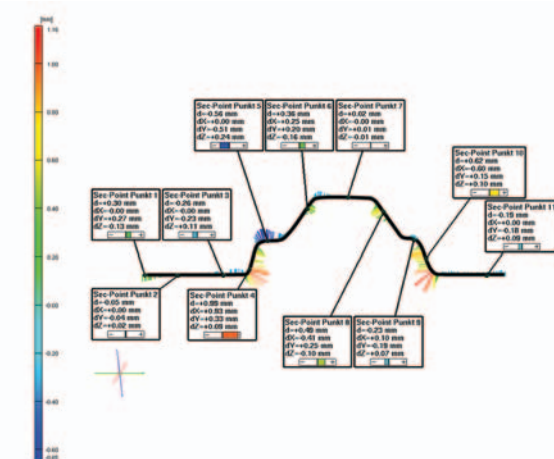 [mm]
1.16
1.00
0.60
0.40
0.20
-0.00
-0.20
-0.60
-0.65
Sec-Point Punkt 5
d=-0.56 mm
dX=+0.00 mm
dY=-0.51 mm
dZ=+0.24 mm
Sec-Point Punkt 6
d=+0.36 mm
dX=+0.25 mm
dY=+0.20 mm
dZ=-0.16 mm
Sec-Point Punkt 7
d=+0.02 mm
dX=-0.00 mm
dY=+0.01 mm
dZ=-0.01 mm
Sec-Point Punkt 10
d=+0.62 mm
dX=-0.60 mm
dY=+0.15 mm
dZ=+0.10 mm
Sec-Point Punkt 1
d=+0.30 mm
dX=-0.00 mm
dY=+0.27 mm
dZ=-0.13 mm
Sec-Point Punkt 3
d=-0.26 mm
dX=-0.00 mm
dY=-0.23 mm
dZ=+0.11 mm
Sec-Point Punkt 11
d=-0.19 mm
dX=+0.00 mm
dY=-0.18 mm
dZ=+0.09 mm
Sec-Point Punkt 2
d=-0.05 mm
dX=+0.00 mm
dY=-0.04 mm
dZ=+0.02 mm
Sec-Point Punkt 4
d=+0.99 mm
dX=+0.93 mm
dY=+0.33 mm
dZ=+0.09 mm
Sec-Point Punkt 8
d=+0.49 mm
dX=-0.41 mm
dY=+0.25 mm
dZ=-0.10 mm
Sec-Point Punkt 9
d=-0.23 mm
dX=+0.10 mm
dY=-0.19 mm
dZ=+0.07 mm